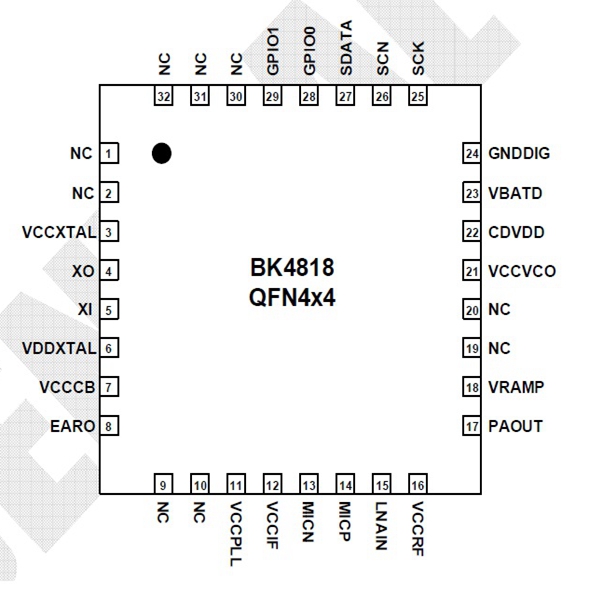 NC NC NC GPIO1 GPIO0 SDATA SCN SCK
32 31 30 29 28 27 26 25
NC 1
24 GNDDIG
NC 2
23 VBATD
VCCXTAL 3
22 CDVDD
XO 4
21 VCCVCO
XI 5
20 NC
VDDXTAL 6
19 NC
VCCCB 7
18 VRAMP
EARO 8
17 PAOUT
BK4818
QFN4x4
9 10 11 12 13 14 15 16
NC NC VCCPLL VCCIF MICN MICP LNAIN VCCRF